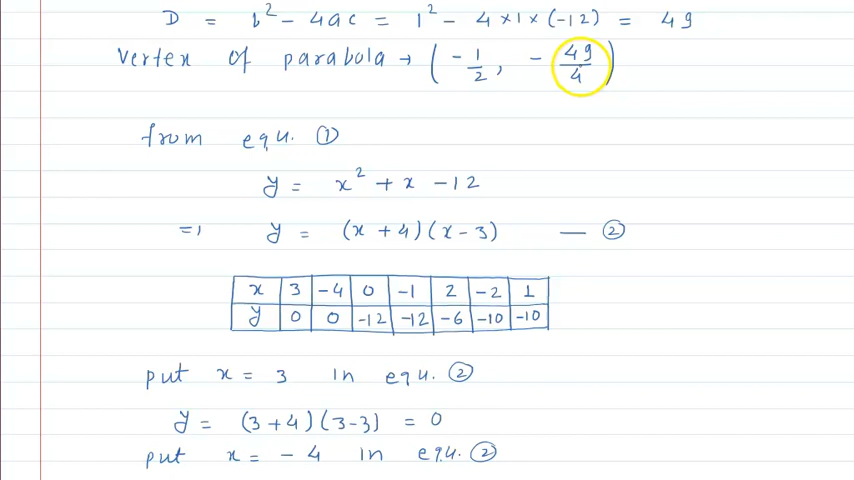 D = b² - 4ac = 1² - 4×1×(-12) = 49
Vertex of parabola → (-1/2, -49/4)
from equ. ①
y = x² + x - 12
⇒ y = (x + 4)(x - 3) — ②
x 3 -4 0 -1 2 -2 1
y 0 0 -12 -12 -6 -10 -10
put x = 3 in equ. ②
y = (3+4)(3-3) = 0
put x = - 4 in equ. ②